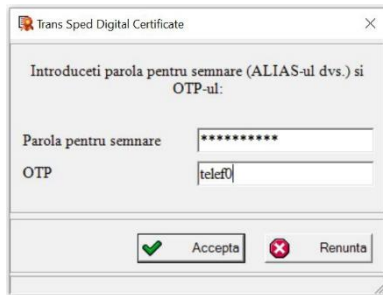 Trans Sped Digital Certificate
Introduceti parola pentru semnare (ALIAS-ul dvs.) si
OTP-ul:
Parola pentru semnare **********
OTP telef0
Accepta Renunta